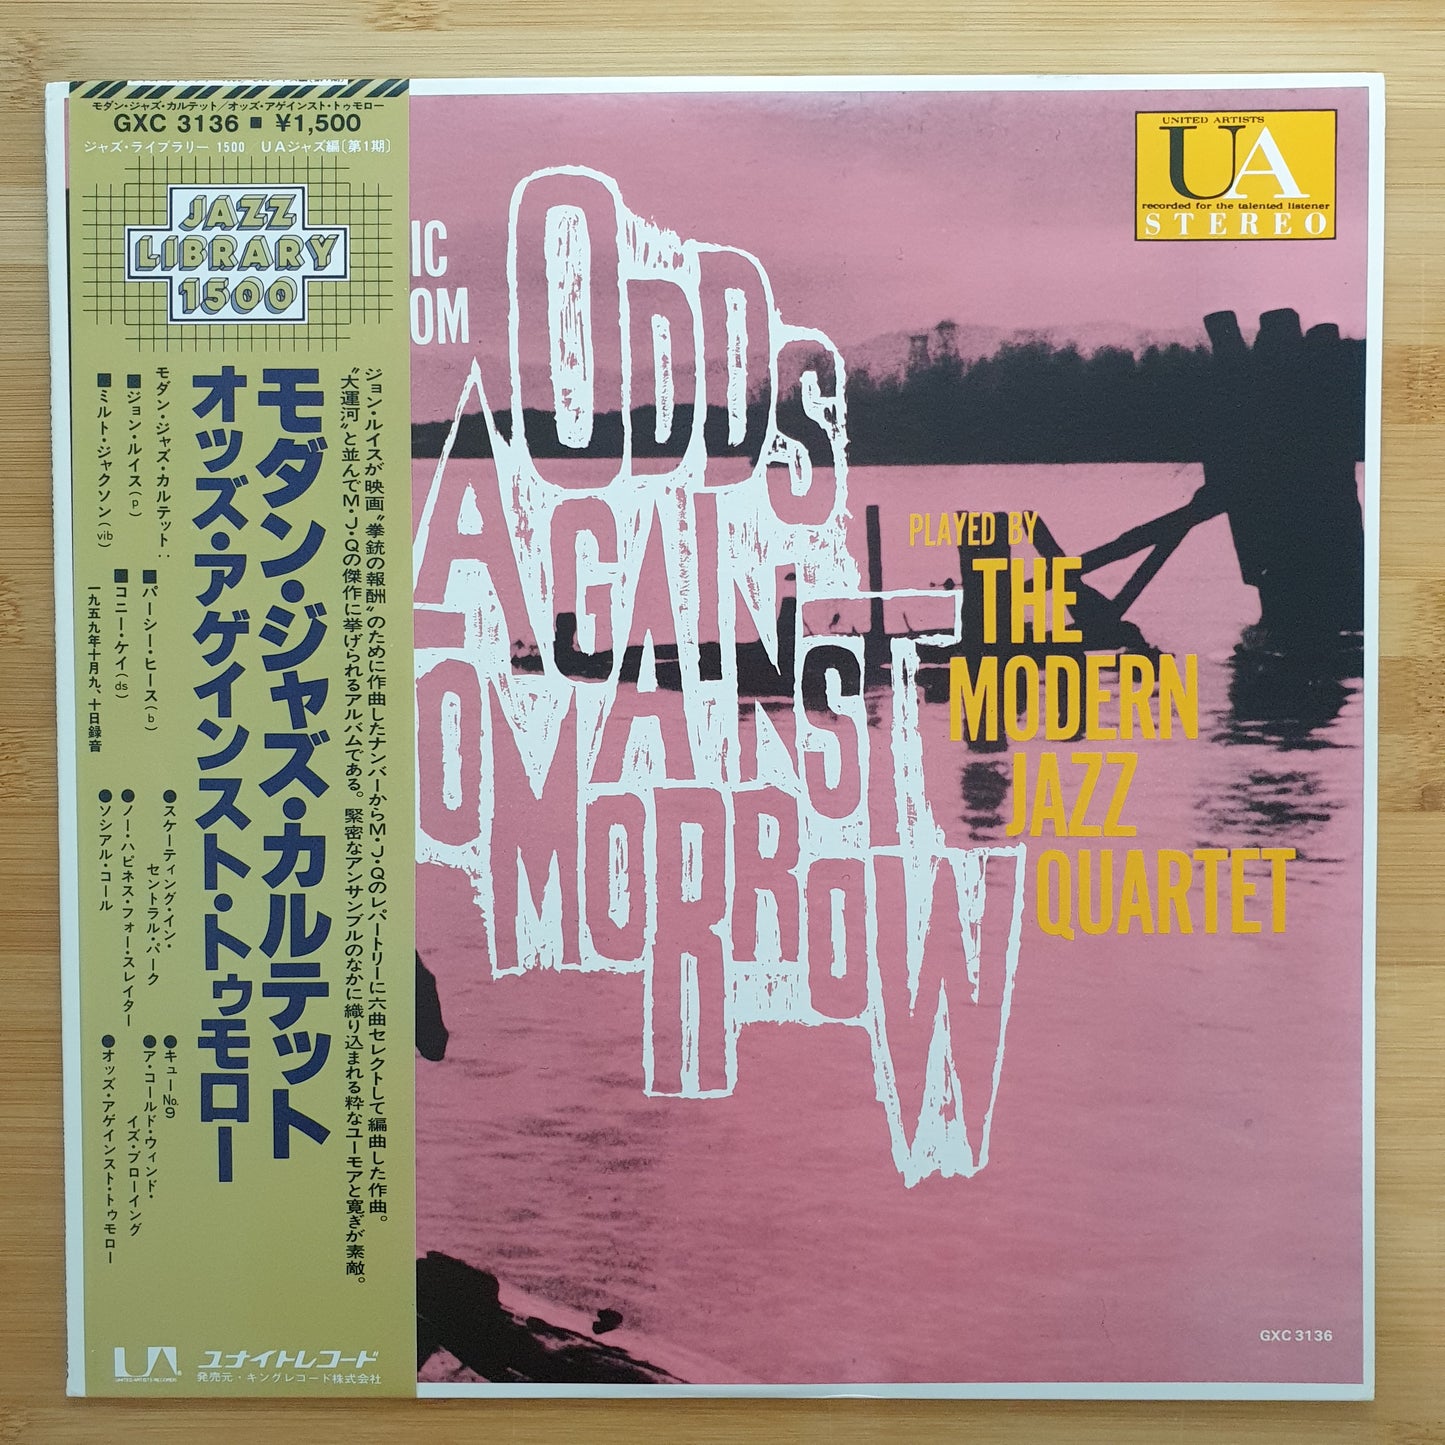 モダン・ジャズ・カルテット/オッズ・アゲインスト・トゥモロー
GXC 3136 ■ ¥1,500
ジャズ・ライブラリー 1500/UAジャズ編〔第1期〕
JAZZ
LIBRARY
1500
ジョン・ルイスが映画“拳銃の報酬”のために作曲したナンバーからM・J・Qのレパートリーに六曲セレクトして編曲した作曲。
“大運河”と並んでM・J・Qの傑作に挙げられるアルバムである。緊密なアンサンブルのなかに織り込まれる粋なユーモアと寛ぎが素敵。
モダン・ジャズ・カルテット
オッズ・アゲインスト・トゥモロー
モダン・ジャズ・カルテット:
■ジョン・ルイス(p)
■ミルト・ジャクソン(vib)
■パーシー・ヒース(b)
■コニー・ケイ(ds)
一九五九年十月九、十日録音
●スケーティング・イン・
セントラル・パーク
●ノー・ハピネス・フォー・スレイター
●ソシアル・コール
●キューNo.9
●ア・コールド・ウィンド・
イズ・ブローイング
●オッズ・アゲインスト・トゥモロー
UA
UNITED ARTISTS RECORDS
ユナイトレコード
発売元・キングレコード株式会社
UNITED ARTISTS
UA
recorded for the talented listener
STEREO
IC
OM
ODDS
AGAINST
TOMORROW
PLAYED BY
THE
MODERN
JAZZ
QUARTET
GXC 3136